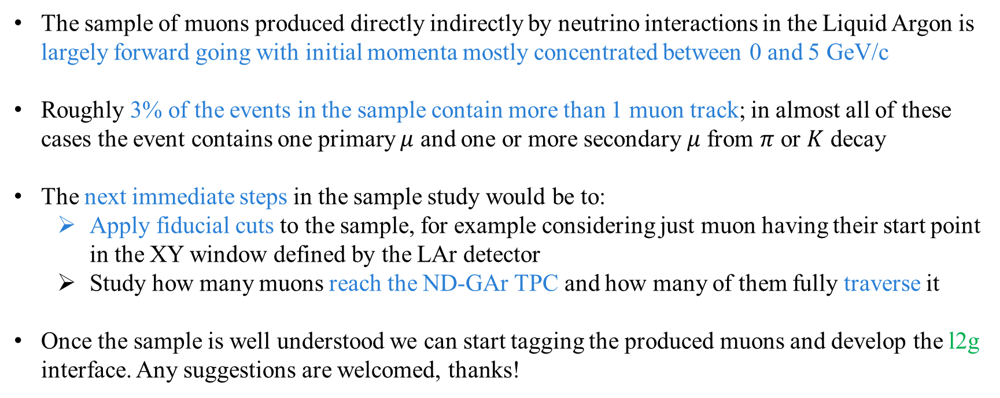 • The sample of muons produced directly indirectly by neutrino interactions in the Liquid Argon is
largely forward going with initial momenta mostly concentrated between 0 and 5 GeV/c
• Roughly 3% of the events in the sample contain more than 1 muon track; in almost all of these
cases the event contains one primary μ and one or more secondary μ from π or K decay
• The next immediate steps in the sample study would be to:
➢ Apply fiducial cuts to the sample, for example considering just muon having their start point
in the XY window defined by the LAr detector
➢ Study how many muons reach the ND-GAr TPC and how many of them fully traverse it
• Once the sample is well understood we can start tagging the produced muons and develop the l2g
interface. Any suggestions are welcomed, thanks!